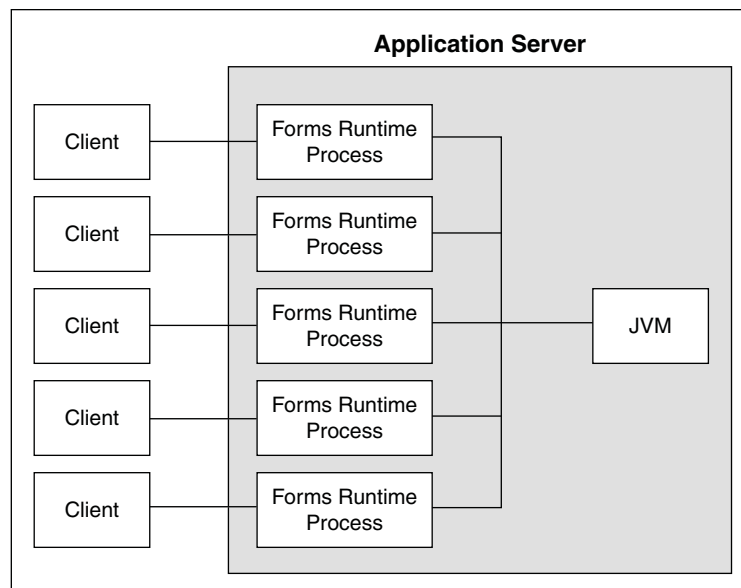 Application Server
Client
Forms Runtime
Process
Client
Forms Runtime
Process
Client
Forms Runtime
Process
JVM
Client
Forms Runtime
Process
Client
Forms Runtime
Process